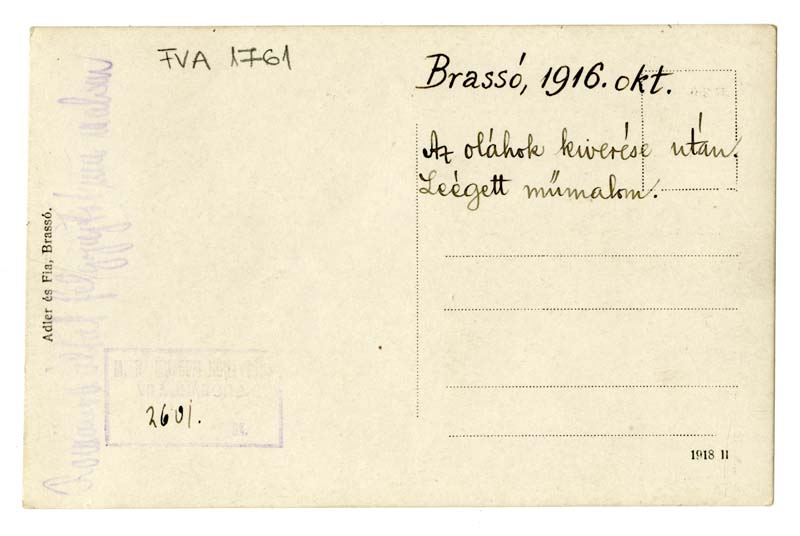 FVA 1761
Brassó, 1916. okt.
Az oláhok kiverése után.
Leégett műmalom.
Adler és Fia, Brassó.
2601.
1918 II